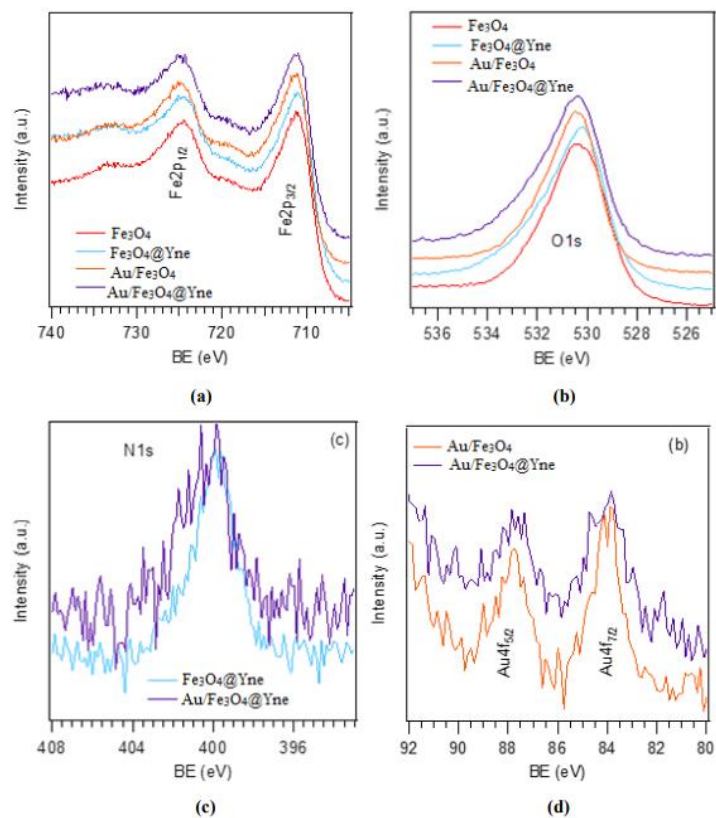 Intensity (a.u.)
Fe2p1/2
Fe2p3/2
Fe3O4
Fe3O4@Yne
Au/Fe3O4
Au/Fe3O4@Yne
740 730 720 710
BE (eV)
(a)
Fe3O4
Fe3O4@Yne
Au/Fe3O4
Au/Fe3O4@Yne
Intensity (a.u.)
O1s
536 534 532 530 528 526
BE (eV)
(b)
N1s
(c)
Intensity (a.u.)
Fe3O4@Yne
Au/Fe3O4@Yne
408 404 400 396
BE (eV)
(c)
Au/Fe3O4
Au/Fe3O4@Yne
(b)
Intensity (a.u.)
Au4f5/2
Au4f7/2
92 90 88 86 84 82 80
BE (eV)
(d)